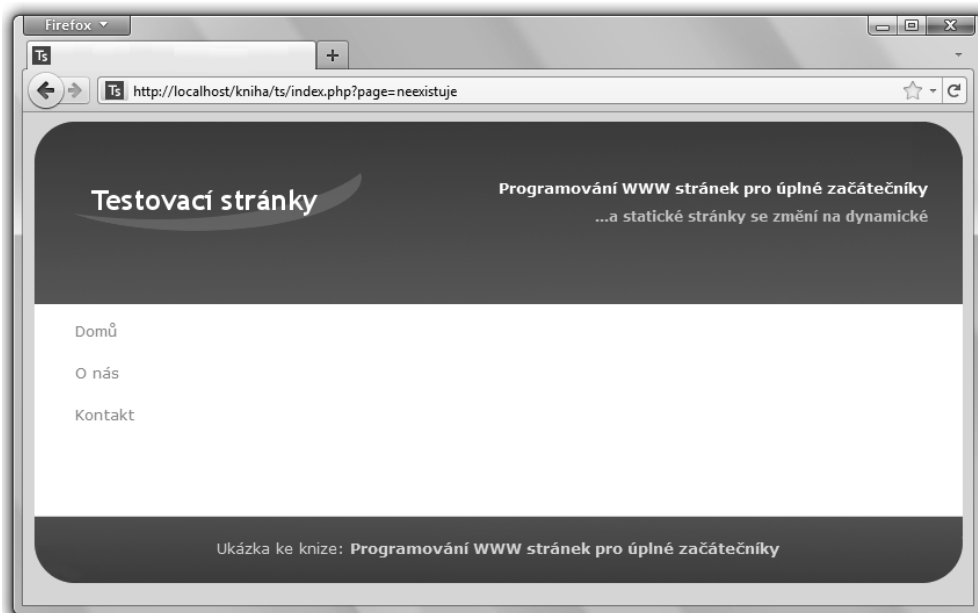 Firefox
Ts
+
Ts http://localhost/kniha/ts/index.php?page=neexistuje
Testovací stránky
Programování WWW stránek pro úplné začátečníky
...a statické stránky se změní na dynamické
Domů
O nás
Kontakt
Ukázka ke knize: Programování WWW stránek pro úplné začátečníky